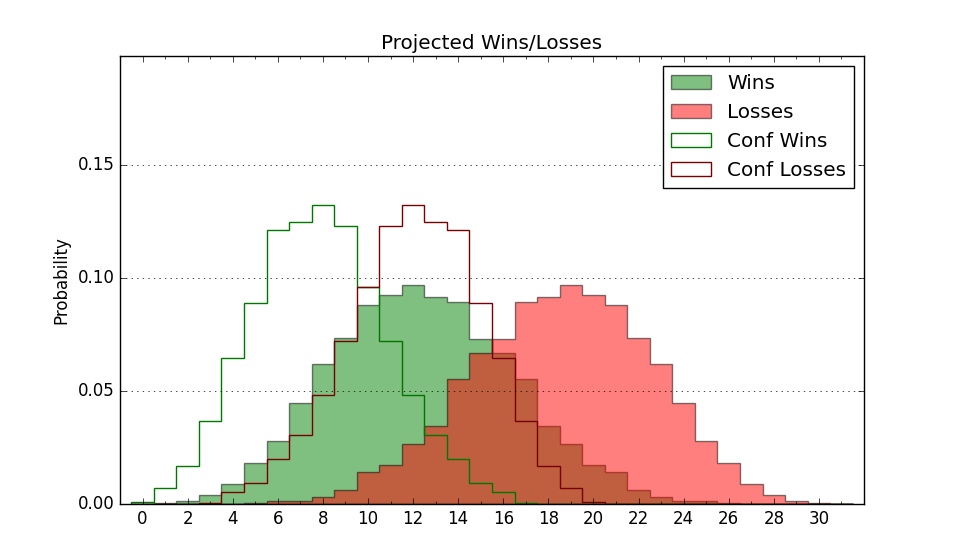 Projected Wins/Losses
Wins
Losses
Conf Wins
Conf Losses
Probability
0.15
0.10
0.05
0.00
0 2 4 6 8 10 12 14 16 18 20 22 24 26 28 30